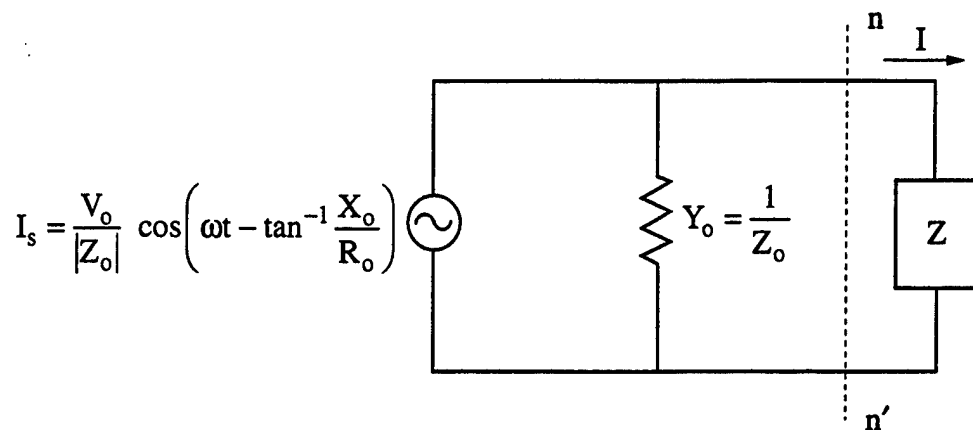 n
I
I_s = V_o / |Z_o| cos(ωt − tan⁻¹ X_o / R_o)
Y_o = 1 / Z_o
Z
n′